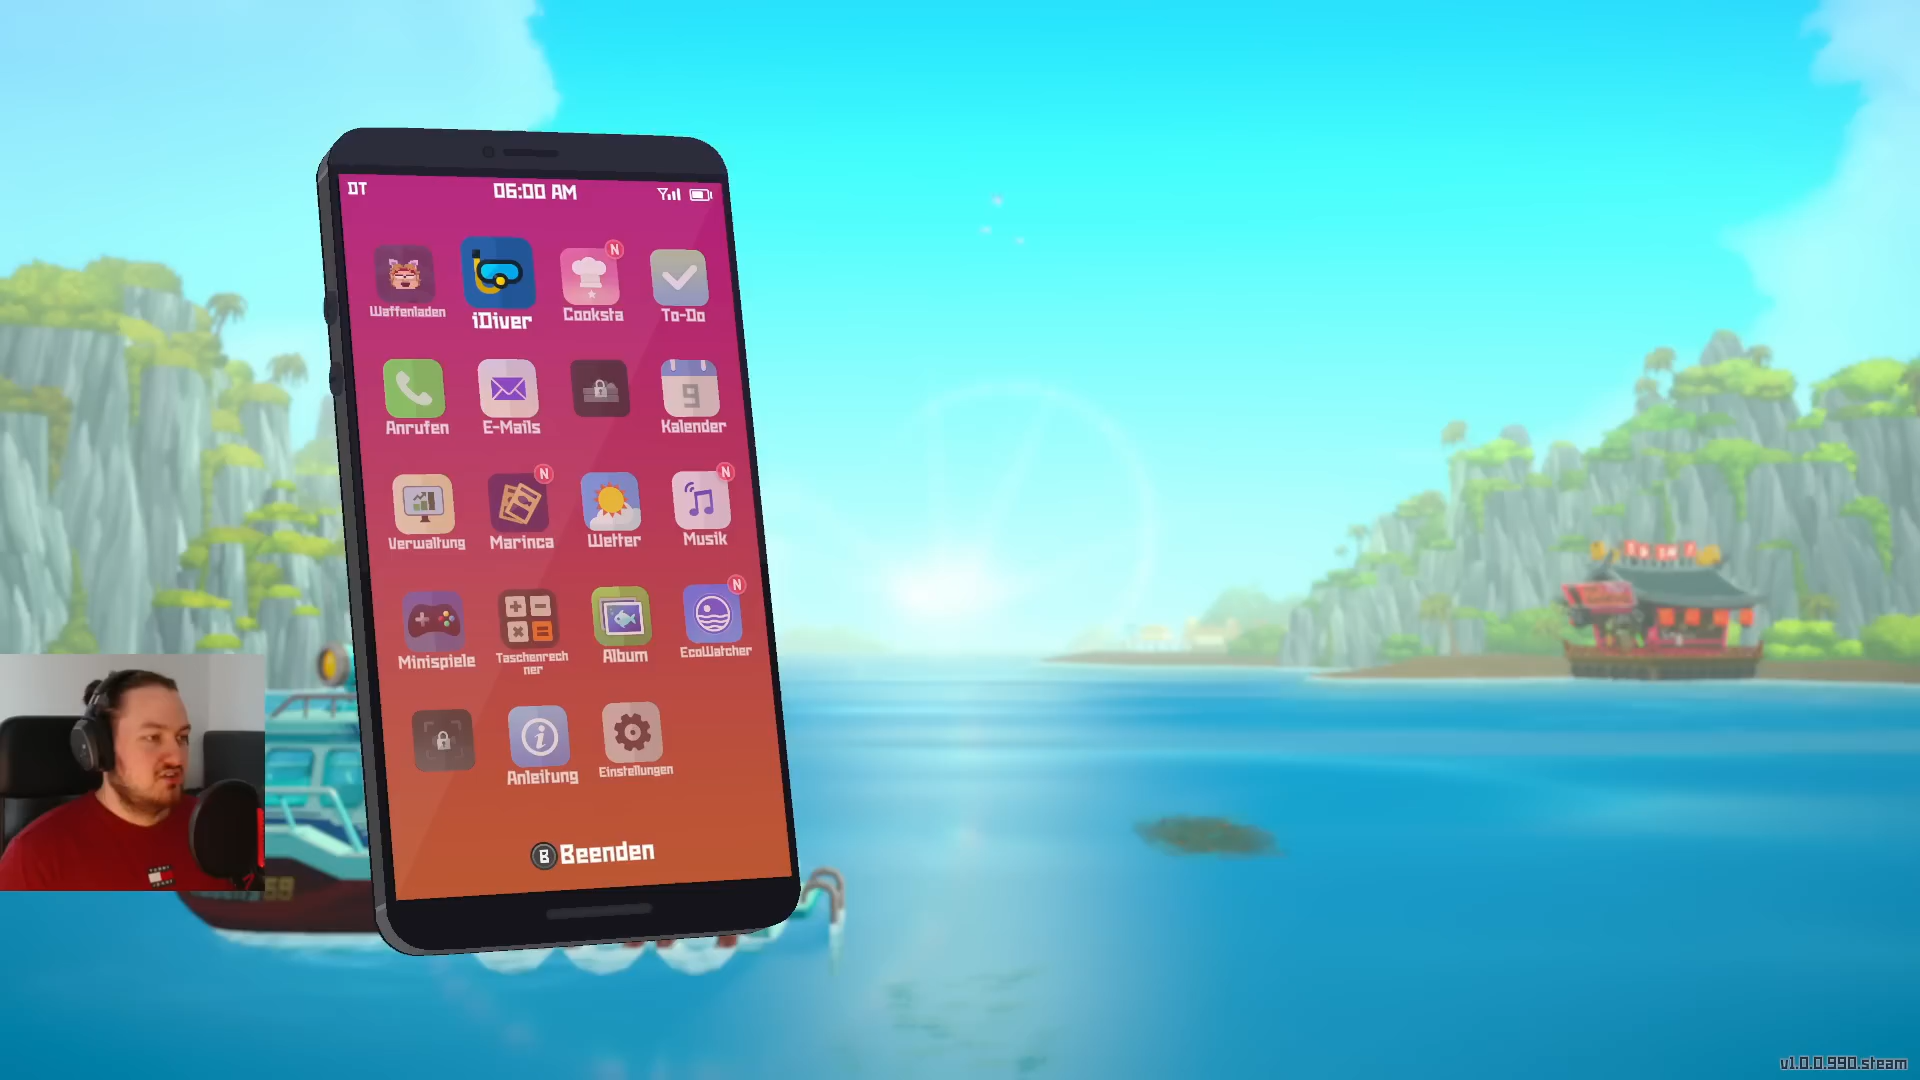 DT
06:00 AM
Waffenladen
iDiver
N
Cooksta
To-Do
Anrufen
E-Mails
9
Kalender
Verwaltung
N
Marinca
Wetter
N
Musik
Minispiele
Taschenrech
ner
Album
N
EcoWatcher
Anleitung
Einstellungen
B Beenden
v1.0.0.990.steam